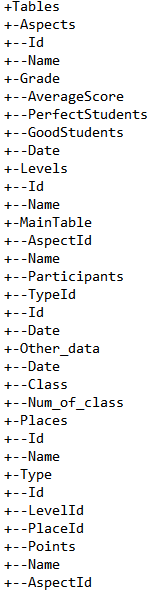 +Tables
+-Aspects
+--Id
+--Name
+-Grade
+--AverageScore
+--PerfectStudents
+--GoodStudents
+--Date
+-Levels
+--Id
+--Name
+-MainTable
+--AspectId
+--Name
+--Participants
+--TypeId
+--Id
+--Date
+-Other_data
+--Date
+--Class
+--Num_of_class
+-Places
+--Id
+--Name
+-Type
+--Id
+--LevelId
+--PlaceId
+--Points
+--Name
+--AspectId